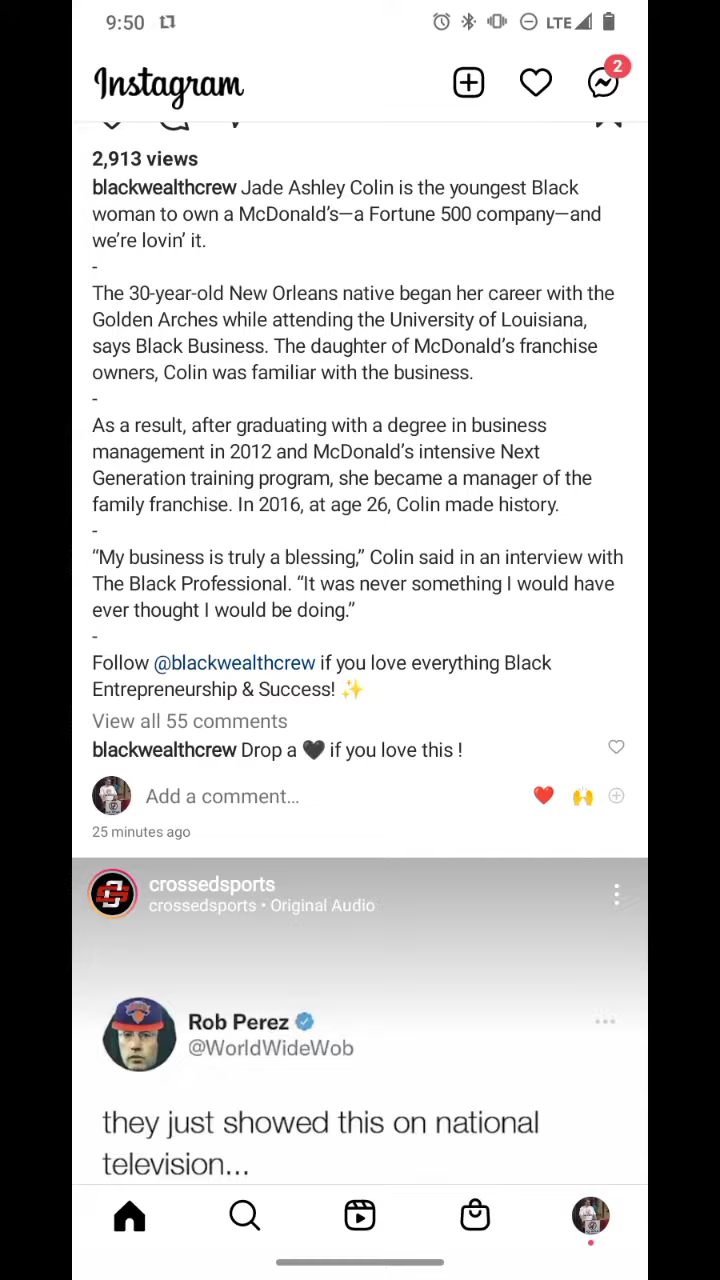 9:50
LTE
Instagram
2
2,913 views
blackwealthcrew Jade Ashley Colin is the youngest Black
woman to own a McDonald’s—a Fortune 500 company—and
we’re lovin’ it.
-
The 30-year-old New Orleans native began her career with the
Golden Arches while attending the University of Louisiana,
says Black Business. The daughter of McDonald’s franchise
owners, Colin was familiar with the business.
-
As a result, after graduating with a degree in business
management in 2012 and McDonald’s intensive Next
Generation training program, she became a manager of the
family franchise. In 2016, at age 26, Colin made history.
-
“My business is truly a blessing,” Colin said in an interview with
The Black Professional. “It was never something I would have
ever thought I would be doing.”
-
Follow @blackwealthcrew if you love everything Black
Entrepreneurship & Success! ✨
View all 55 comments
blackwealthcrew Drop a 🖤 if you love this !
Add a comment...
25 minutes ago
crossedsports
crossedsports • Original Audio
Rob Perez
@WorldWideWob
they just showed this on national
television...